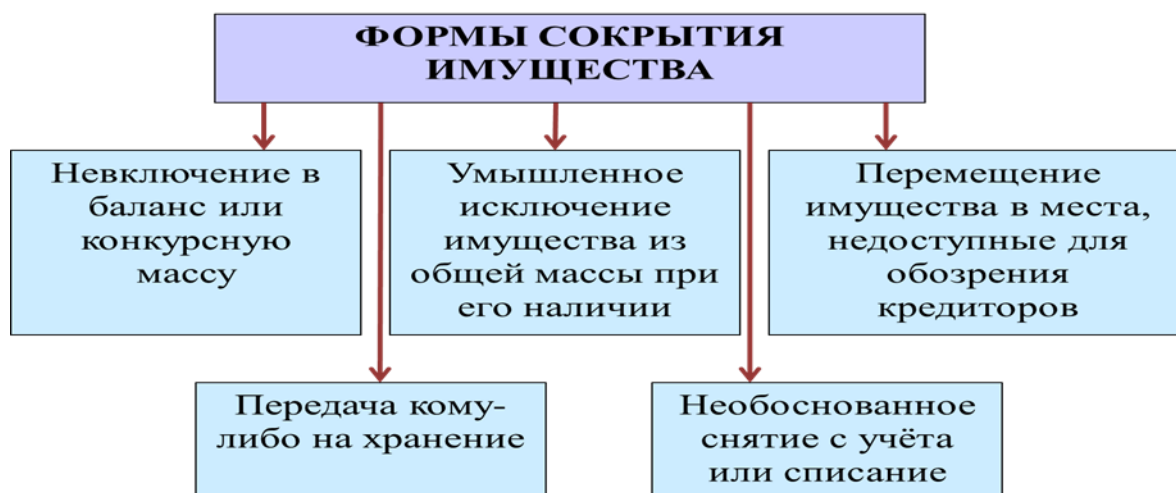 ФОРМЫ СОКРЫТИЯ
ИМУЩЕСТВА
Невключение в
баланс или
конкурсную
массу
Умышленное
исключение
имущества из
общей массы при
его наличии
Перемещение
имущества в места,
недоступные для
обозрения
кредиторов
Передача кому-
либо на хранение
Необоснованное
снятие с учёта
или списание